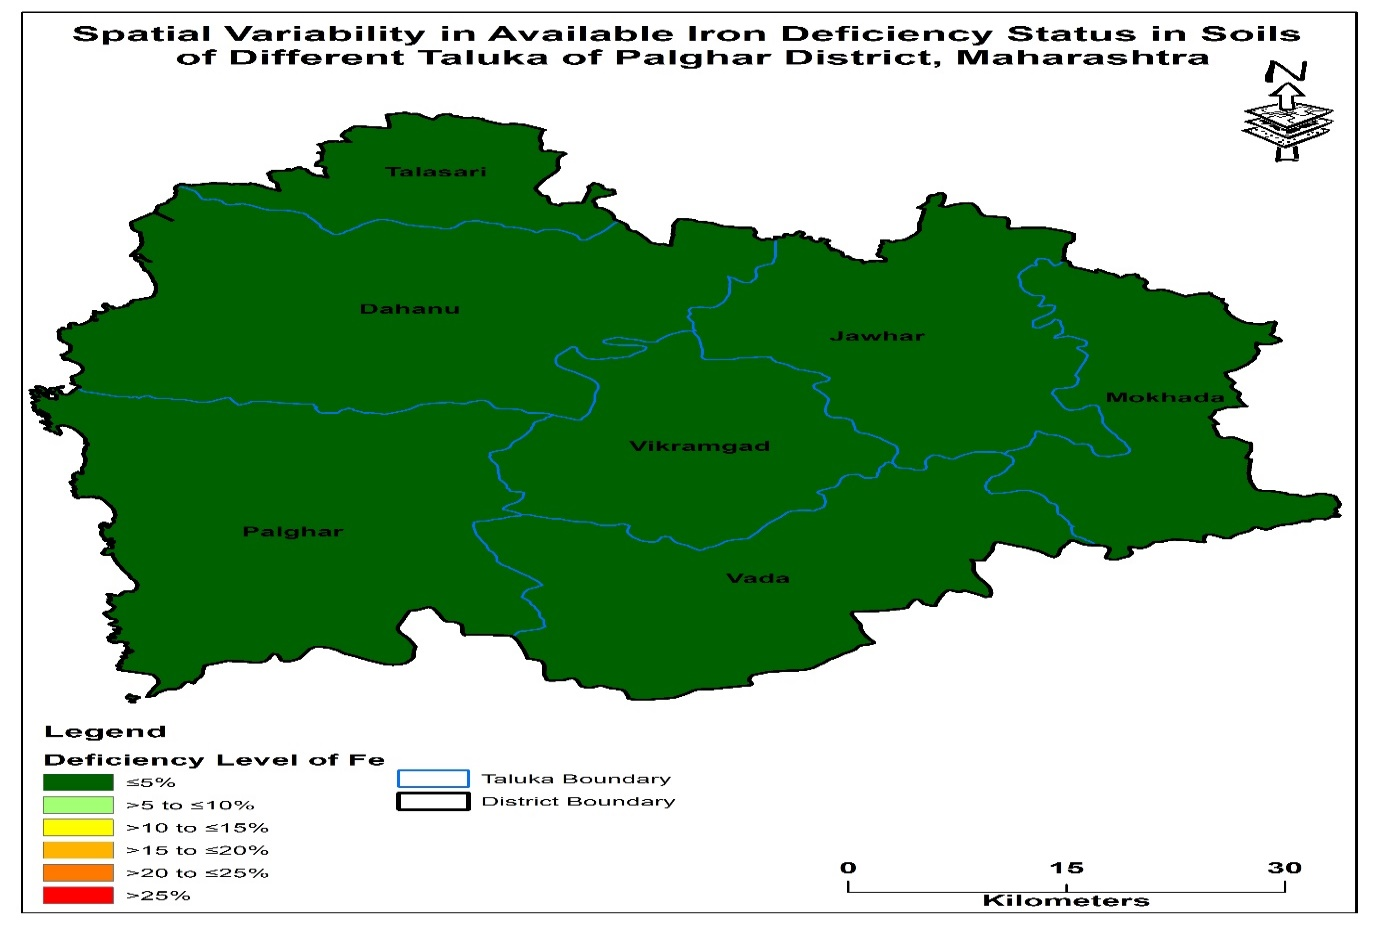 Spatial Variability in Available Iron Deficiency Status in Soils
of Different Taluka of Palghar District, Maharashtra
N
Talasari
Dahanu
Jawhar
Mokhada
Vikramgad
Palghar
Vada
Legend
Deficiency Level of Fe
≤5%
>5 to ≤10%
>10 to ≤15%
>15 to ≤20%
>20 to ≤25%
>25%
Taluka Boundary
District Boundary
0 15 30
Kilometers